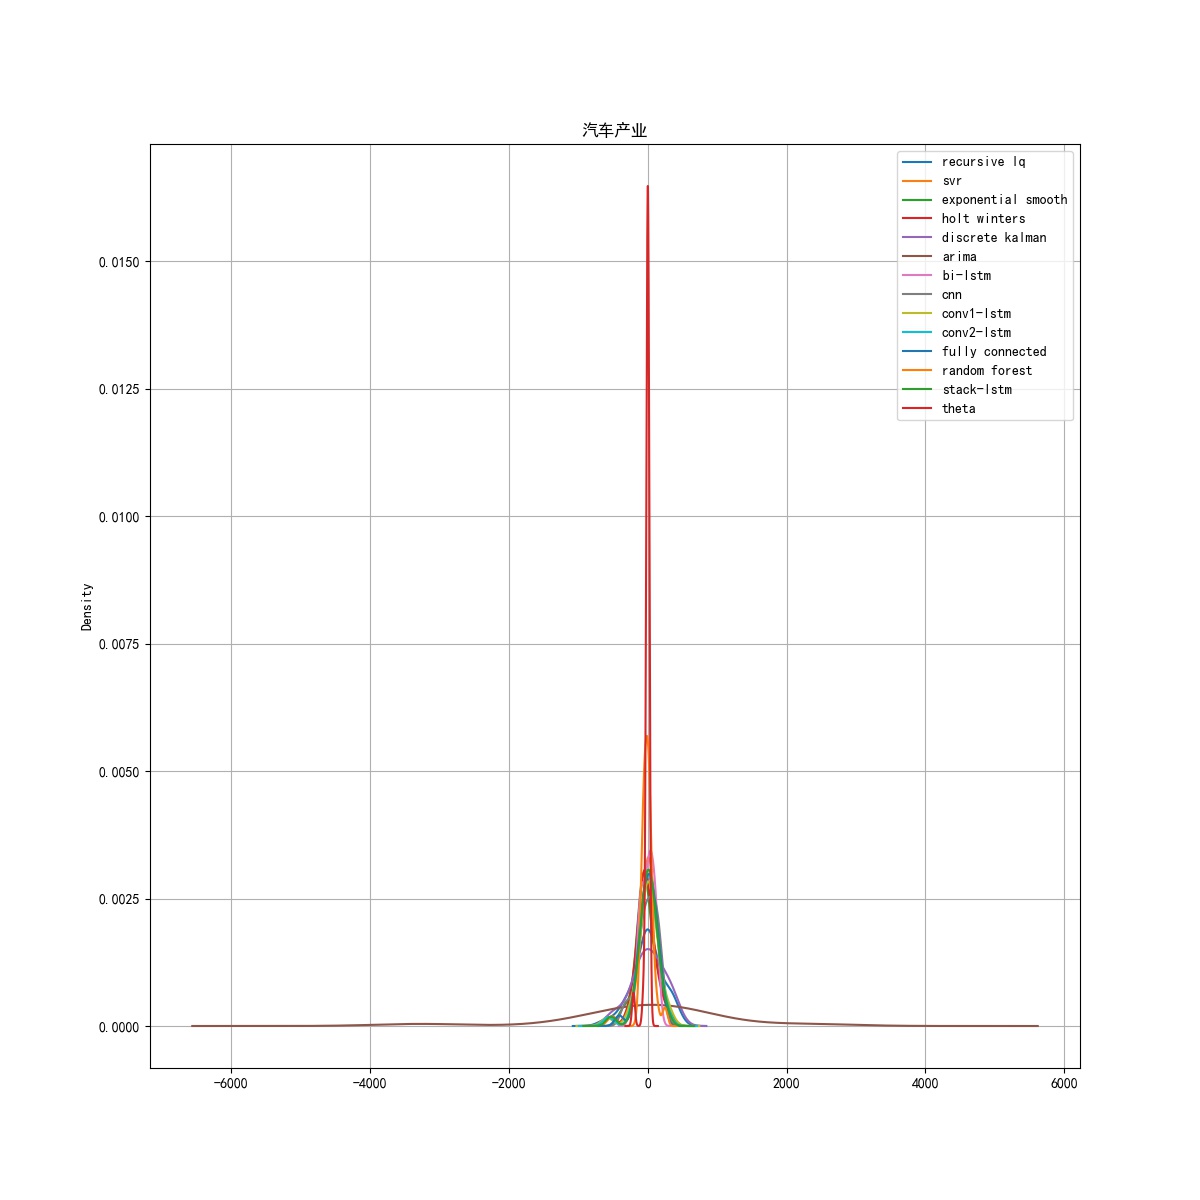 汽车产业
recursive lq
svr
exponential smooth
holt winters
discrete kalman
arima
bi-lstm
cnn
conv1-lstm
conv2-lstm
fully connected
random forest
stack-lstm
theta
0.0150
0.0125
0.0100
0.0075
0.0050
0.0025
0.0000
Density
−6000 −4000 −2000 0 2000 4000 6000